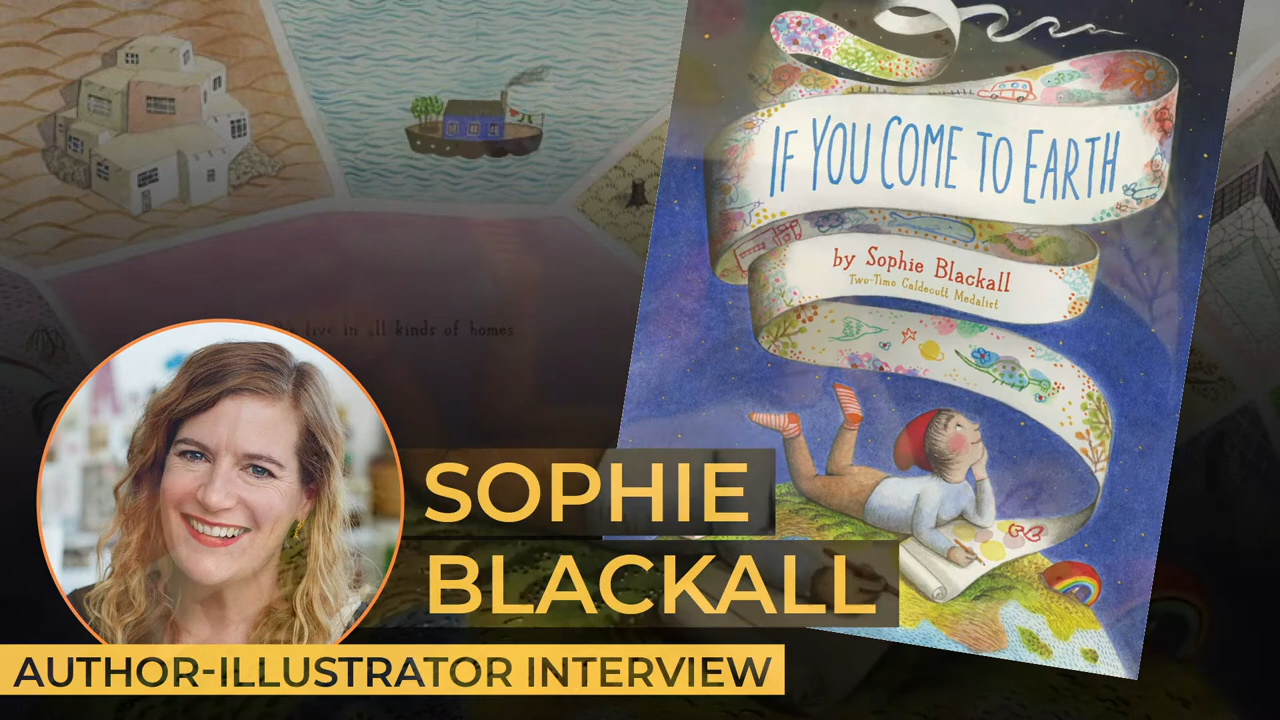 IF YOU COME TO EARTH
by Sophie Blackall
Two-Time Caldecott Medalist
live in all kinds of homes
SOPHIE
BLACKALL
AUTHOR-ILLUSTRATOR INTERVIEW